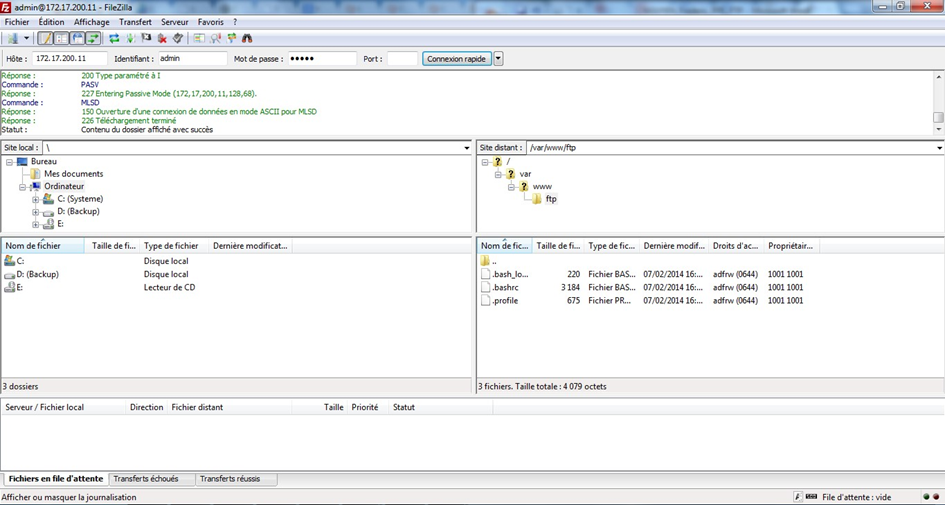 admin@172.17.200.11 - FileZilla
Fichier Édition Affichage Transfert Serveur Favoris ?
Hôte : 172.17.200.11 Identifiant : admin Mot de passe : ●●●●● Port : Connexion rapide
Réponse : 200 Type paramétré à I
Commande : PASV
Réponse : 227 Entering Passive Mode (172,17,200,11,128,68).
Commande : MLSD
Réponse : 150 Ouverture d'une connexion de données en mode ASCII pour MLSD
Réponse : 226 Téléchargement terminé
Statut : Contenu du dossier affiché avec succès
Site local : \
Bureau
Mes documents
Ordinateur
C: (Systeme)
D: (Backup)
E:
Site distant : /var/www/ftp
/
var
www
ftp
Nom de fichier Taille de fi... Type de fichier Dernière modificat...
C: Disque local
D: (Backup) Disque local
E: Lecteur de CD
3 dossiers
Nom de fic... Taille de fi... Type de fic... Dernière modif... Droits d'ac... Propriétair...
..
.bash_lo... 220 Fichier BAS... 07/02/2014 16:... adfrw (0644) 1001 1001
.bashrc 3 184 Fichier BAS... 07/02/2014 16:... adfrw (0644) 1001 1001
.profile 675 Fichier PR... 07/02/2014 16:... adfrw (0644) 1001 1001
3 fichiers. Taille totale : 4 079 octets
Serveur / Fichier local Direction Fichier distant Taille Priorité Statut
Fichiers en file d'attente Transferts échoués Transferts réussis
Afficher ou masquer la journalisation
File d'attente : vide